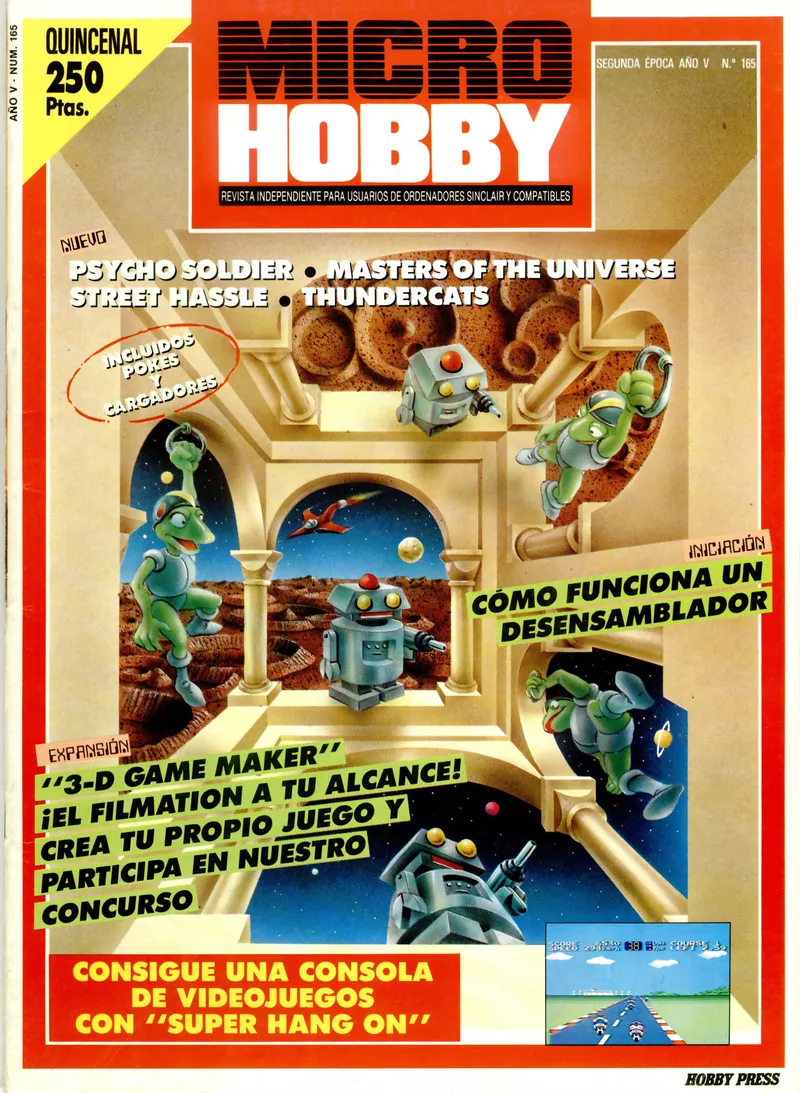 AÑO V - NUM. 165
QUINCENAL
250
Ptas.
MICRO
HOBBY
SEGUNDA ÉPOCA AÑO V N.º 165
REVISTA INDEPENDIENTE PARA USUARIOS DE ORDENADORES SINCLAIR Y COMPATIBLES
NUEVO
PSYCHO SOLDIER • MASTERS OF THE UNIVERSE
STREET HASSLE • THUNDERCATS
INCLUIDOS
POKES
Y
CARGADORES
INICIACIÓN
CÓMO FUNCIONA UN
DESENSAMBLADOR
EXPANSIÓN
"3-D GAME MAKER"
¡EL FILMATION A TU ALCANCE!
CREA TU PROPIO JUEGO Y
PARTICIPA EN NUESTRO
CONCURSO
CONSIGUE UNA CONSOLA
DE VIDEOJUEGOS
CON "SUPER HANG ON"
SCORE COURSE 1
SPEED LEFT
HOBBY PRESS